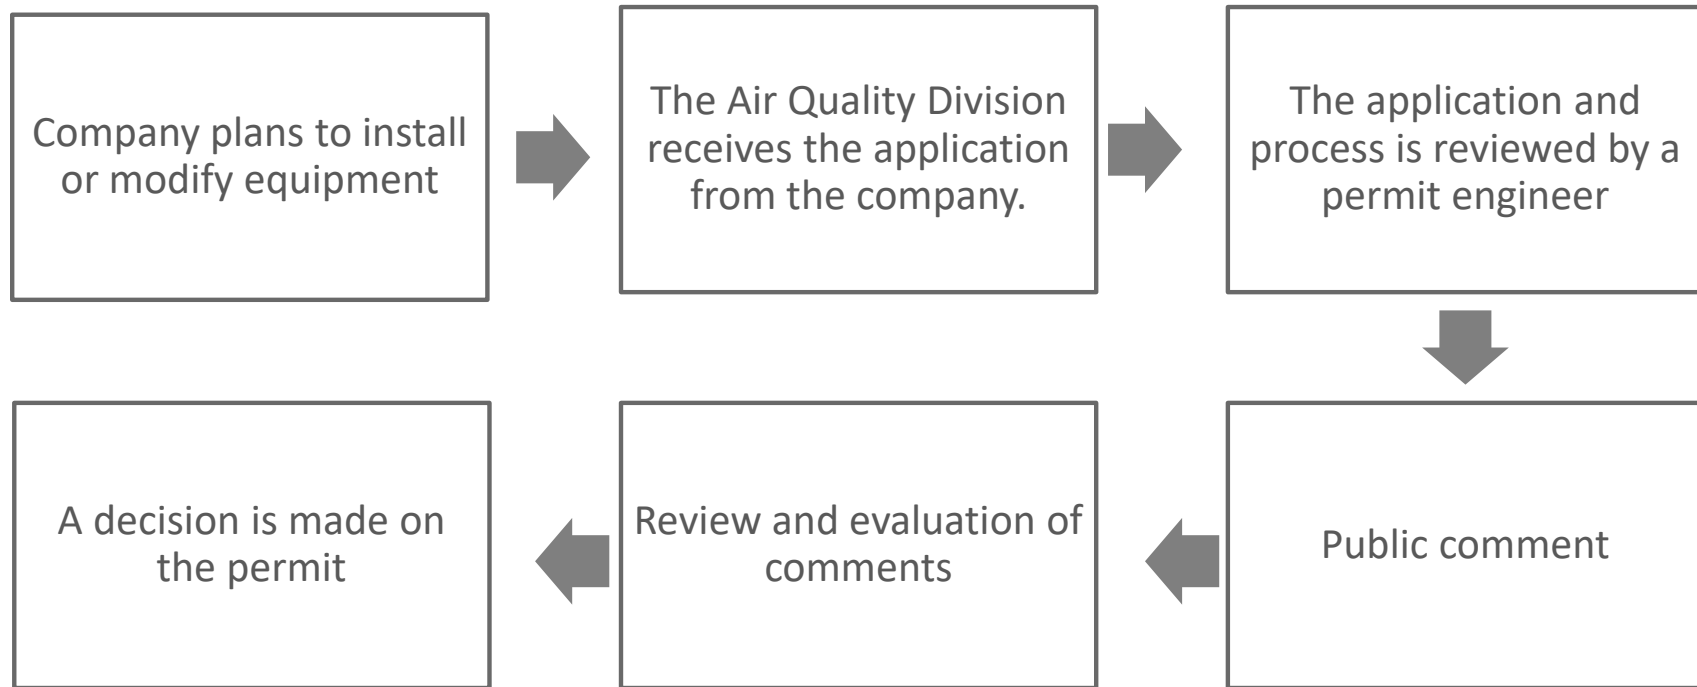 Company plans to install
or modify equipment
The Air Quality Division
receives the application
from the company.
The application and
process is reviewed by a
permit engineer
Public comment
Review and evaluation of
comments
A decision is made on
the permit